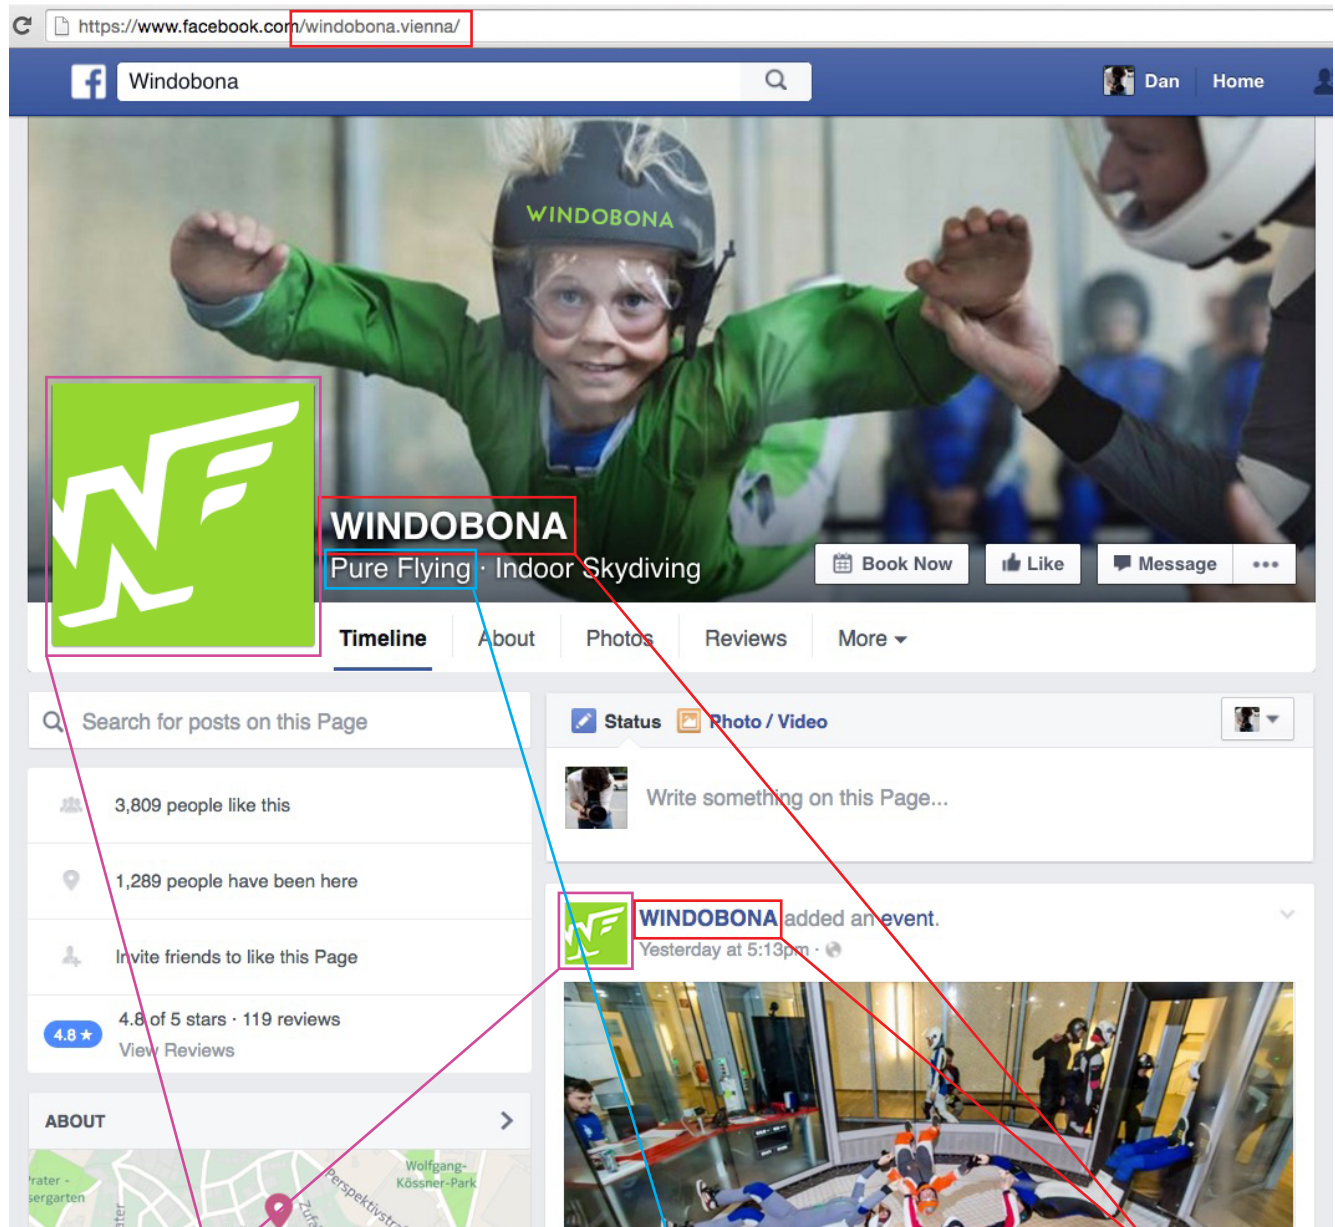 https://www.facebook.com/windobona.vienna/
Windobona
Dan
Home
WINDOBONA
WINDOBONA
Pure Flying · Indoor Skydiving
Book Now
Like
Message
Timeline
About
Photos
Reviews
More
Search for posts on this Page
Status
Photo / Video
Write something on this Page...
3,809 people like this
1,289 people have been here
Invite friends to like this Page
4.8 ★
4.8 of 5 stars · 119 reviews
View Reviews
WINDOBONA added an event.
Yesterday at 5:13pm ·
ABOUT
Wolfgang-
Kössner-Park
Perspektivstr